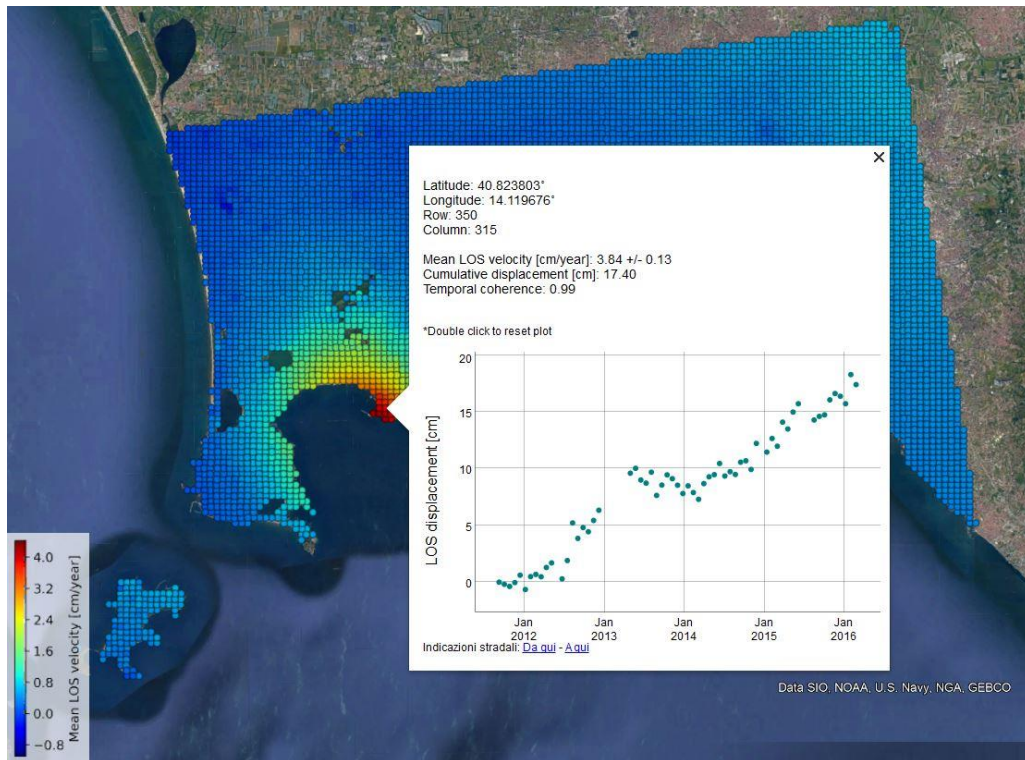 ×
Latitude: 40.823803°
Longitude: 14.119676°
Row: 350
Column: 315
Mean LOS velocity [cm/year]: 3.84 +/- 0.13
Cumulative displacement [cm]: 17.40
Temporal coherence: 0.99
*Double click to reset plot
LOS displacement [cm]
20
15
10
5
0
Jan
2012
Jan
2013
Jan
2014
Jan
2015
Jan
2016
Indicazioni stradali: Da qui - A qui
Mean LOS velocity [cm/year]
4.0
3.2
2.4
1.6
0.8
0.0
−0.8
Data SIO, NOAA, U.S. Navy, NGA, GEBCO